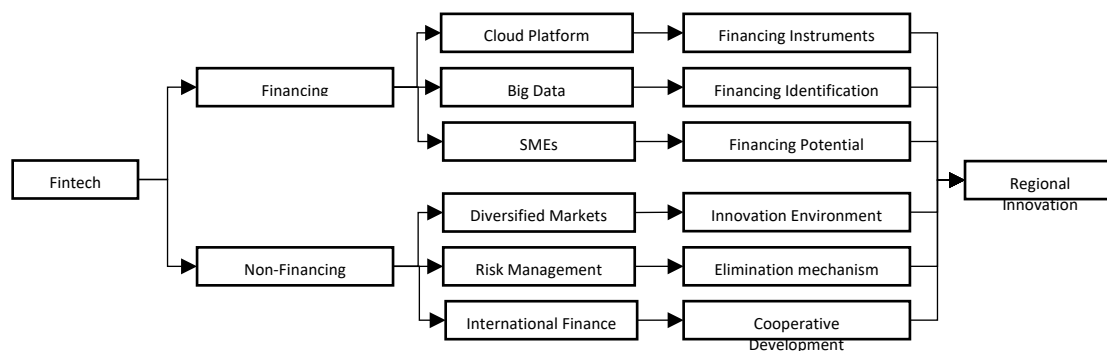 Cloud Platform
Financing Instruments
Financing
Big Data
Financing Identification
SMEs
Financing Potential
Fintech
Regional
Innovation
Diversified Markets
Innovation Environment
Non-Financing
Risk Management
Elimination mechanism
International Finance
Cooperative
Development